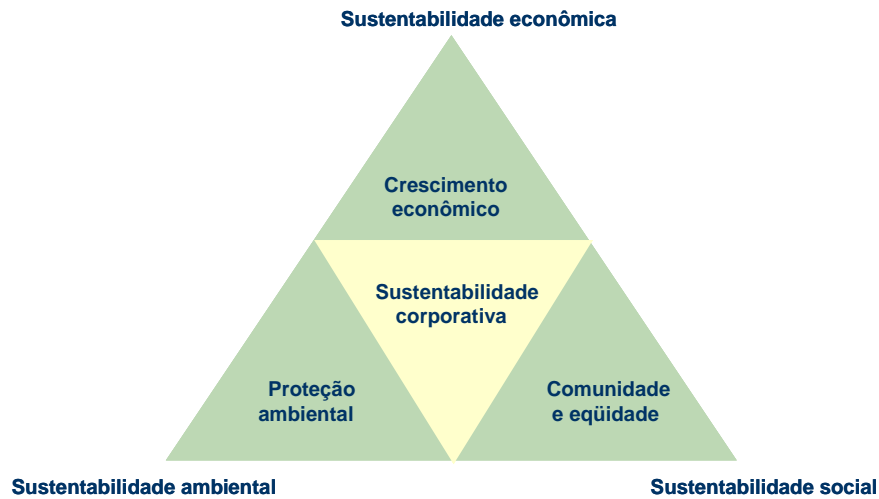 Sustentabilidade econômica
Crescimento
econômico
Sustentabilidade
corporativa
Proteção
ambiental
Comunidade
e eqüidade
Sustentabilidade ambiental
Sustentabilidade social